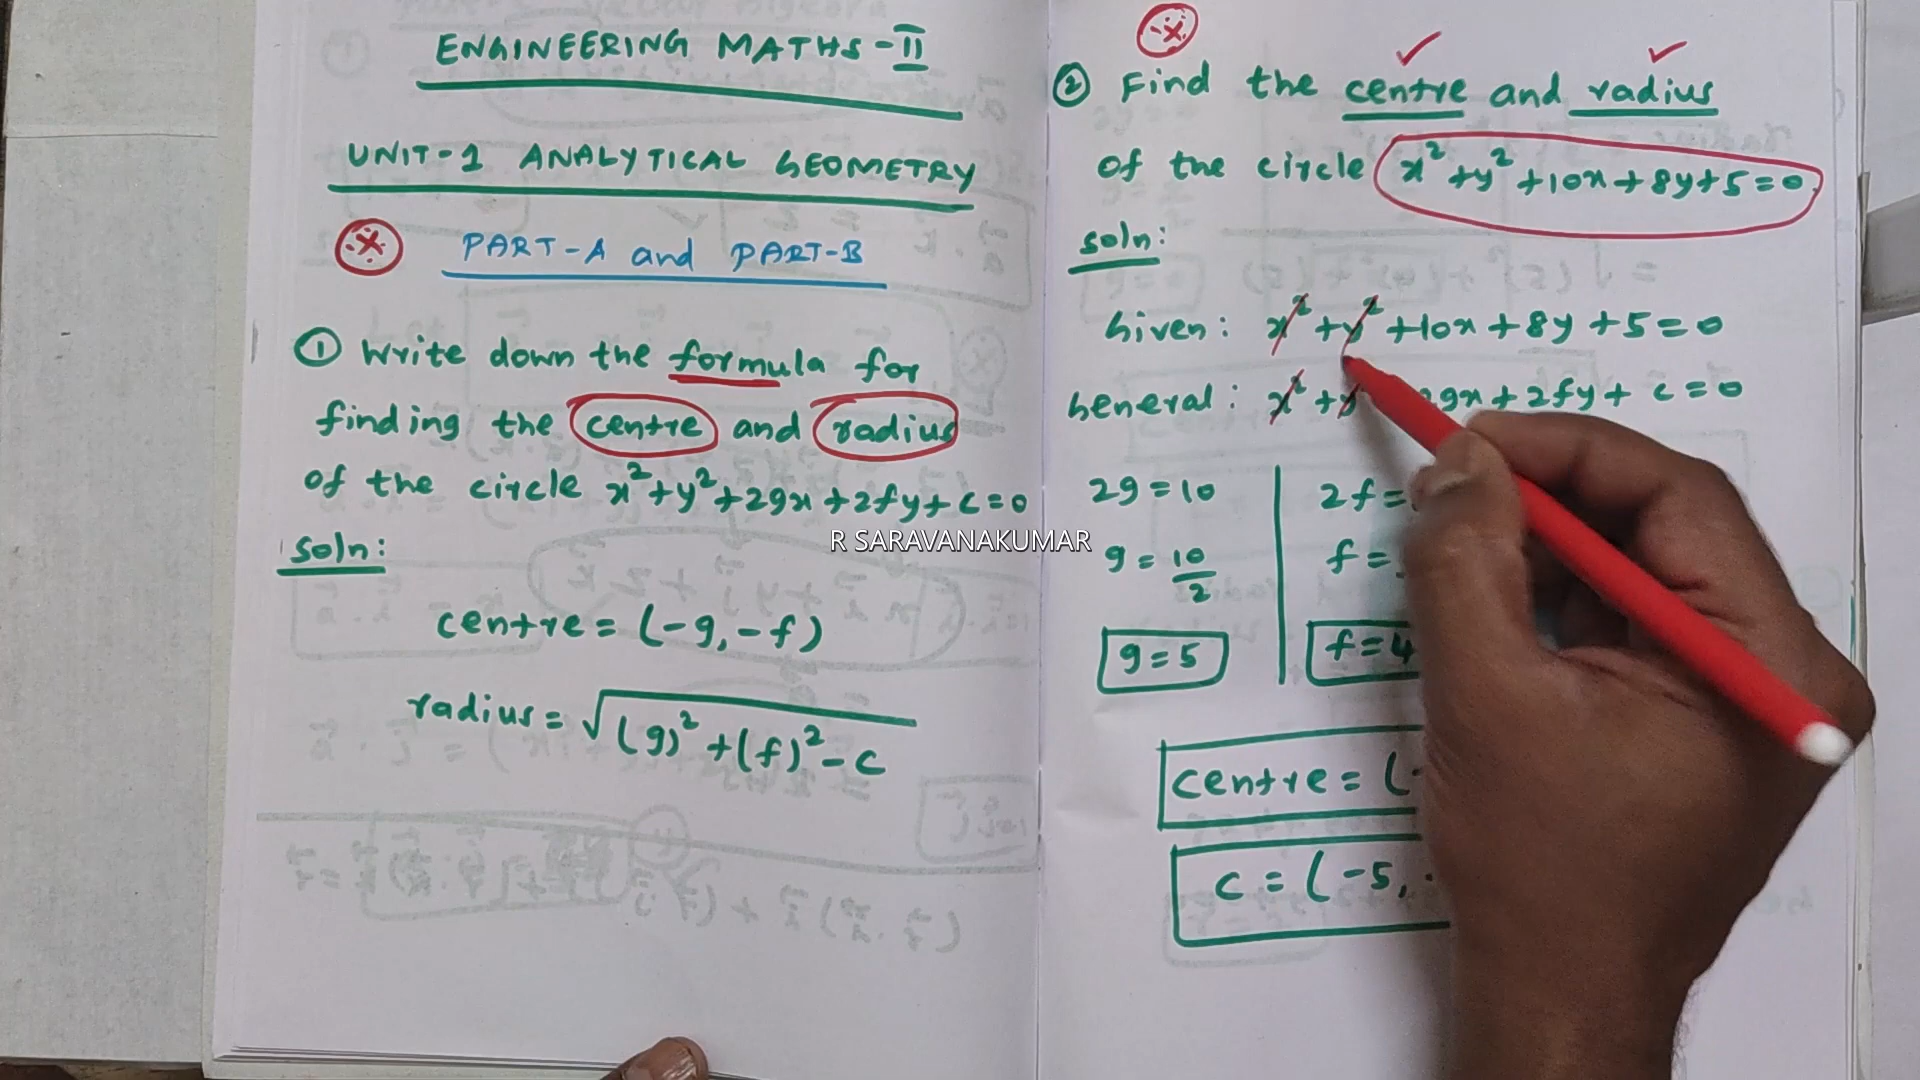 ENGINEERING MATHS - II
UNIT-1 ANALYTICAL GEOMETRY
PART-A and PART-B
① Write down the formula for
finding the centre and radius
of the circle x²+y²+2gx+2fy+c=0
Soln:
centre = (-g, -f)
radius = √(g)²+(f)²-c
② Find the centre and radius
of the circle x²+y²+10x+8y+5=0.
Soln:
Given: x²+y²+10x+8y+5=0
General: x²+y 2gx+2fy+c=0
2g=10
g=10/2
g=5
2f=
f=
f=4
centre = (-
c = (-5, -
R SARAVANAKUMAR